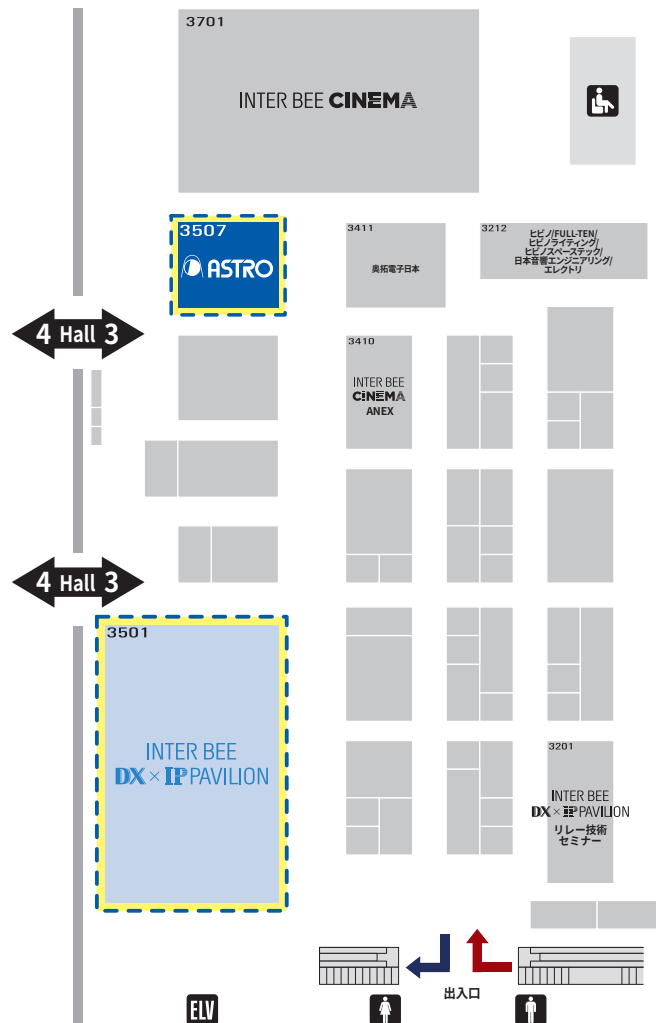 3701
INTER BEE CINEMA
3507
ASTRO
3411
奥拓電子日本
3212
ヒビノ/FULL-TEN/
ヒビノライティング/
ヒビノスペーステック/
日本音響エンジニアリング/
エレクトリ
4 Hall 3
3410
INTER BEE
CINEMA
ANEX
4 Hall 3
3501
INTER BEE
DX × IP PAVILION
3201
INTER BEE
DX × IP PAVILION
リレー技術
セミナー
出入口
ELV